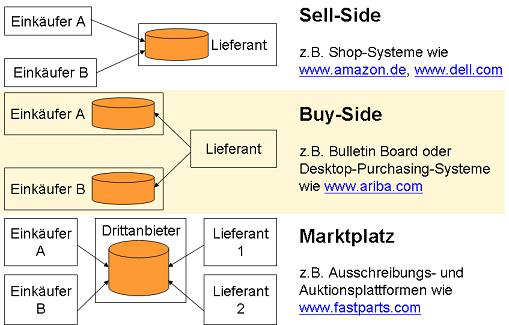 Einkäufer A
Einkäufer B
Lieferant
Sell-Side
z.B. Shop-Systeme wie
www.amazon.de, www.dell.com
Einkäufer A
Einkäufer B
Lieferant
Buy-Side
z.B. Bulletin Board oder
Desktop-Purchasing-Systeme
wie www.ariba.com
Einkäufer
A
Einkäufer
B
Drittanbieter
Lieferant
1
Lieferant
2
Marktplatz
z.B. Ausschreibungs- und
Auktionsplattformen wie
www.fastparts.com